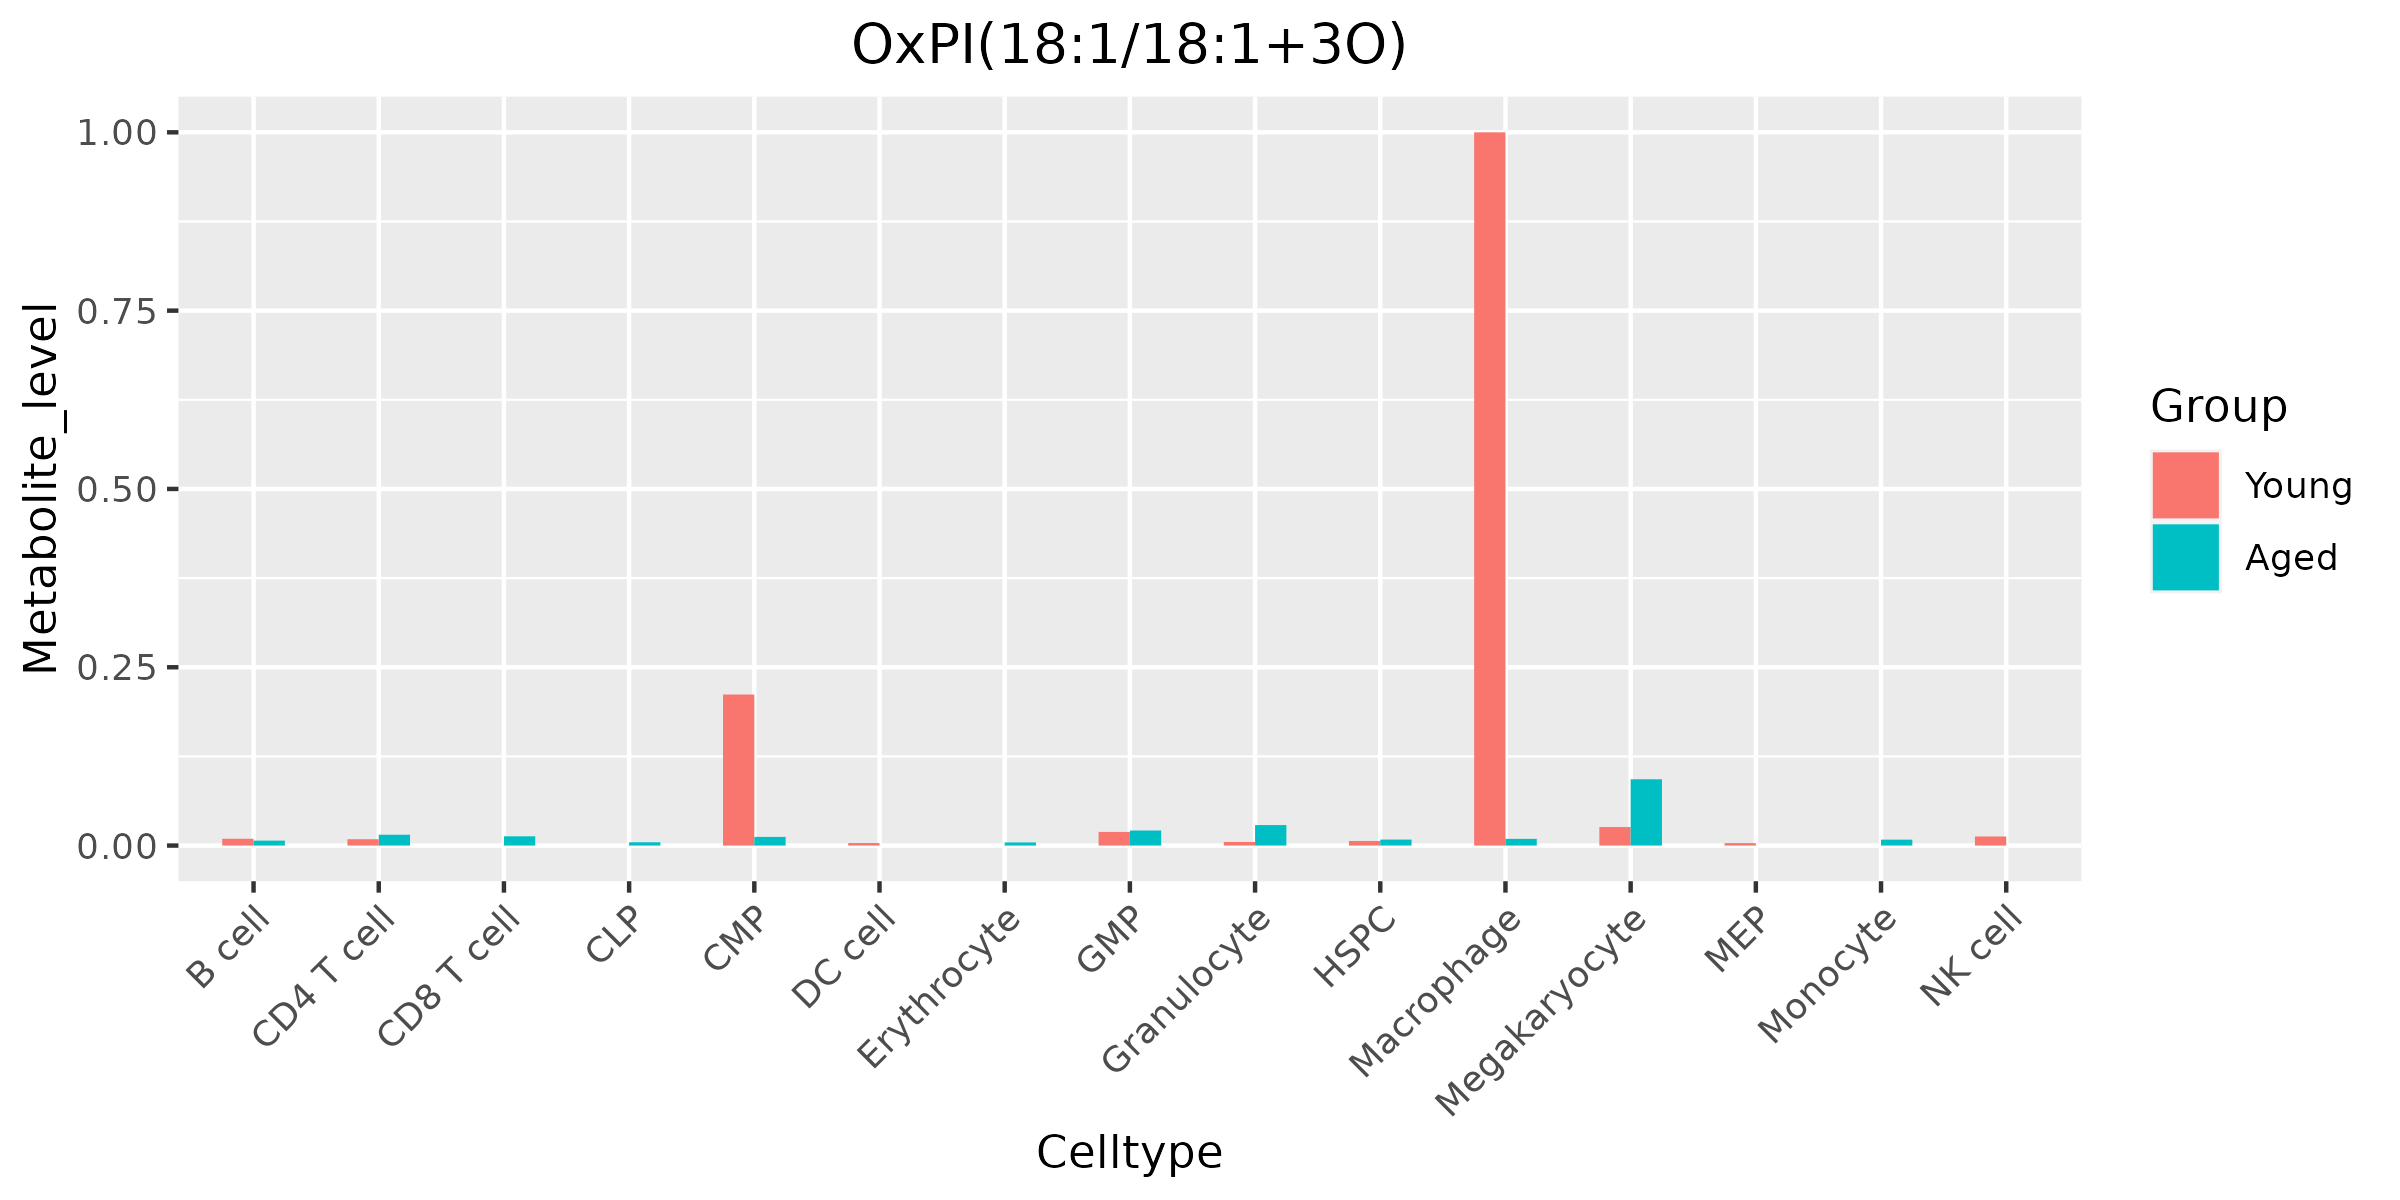 OxPI(18:1/18:1+3O)
Metabolite_level
1.00
0.75
0.50
0.25
0.00
B cell
CD4 T cell
CD8 T cell
CLP
CMP
DC cell
Erythrocyte
GMP
Granulocyte
HSPC
Macrophage
Megakaryocyte
MEP
Monocyte
NK cell
Celltype
Group
Young
Aged